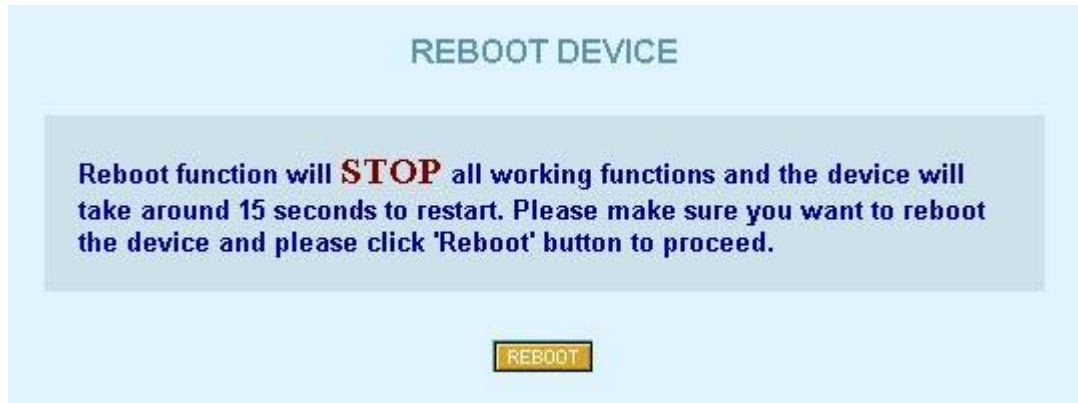 REBOOT DEVICE
Reboot function will STOP all working functions and the device will
take around 15 seconds to restart. Please make sure you want to reboot
the device and please click 'Reboot' button to proceed.
REBOOT